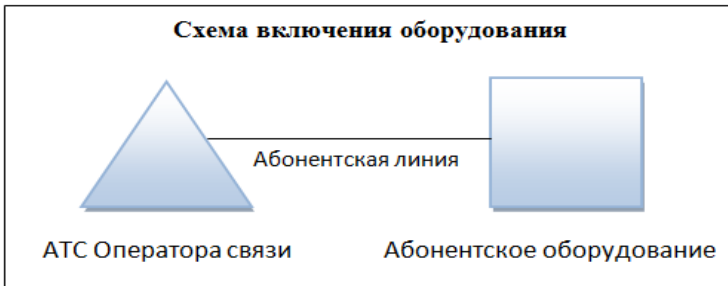 Схема включения оборудования
Абонентская линия
АТС Оператора связи
Абонентское оборудование